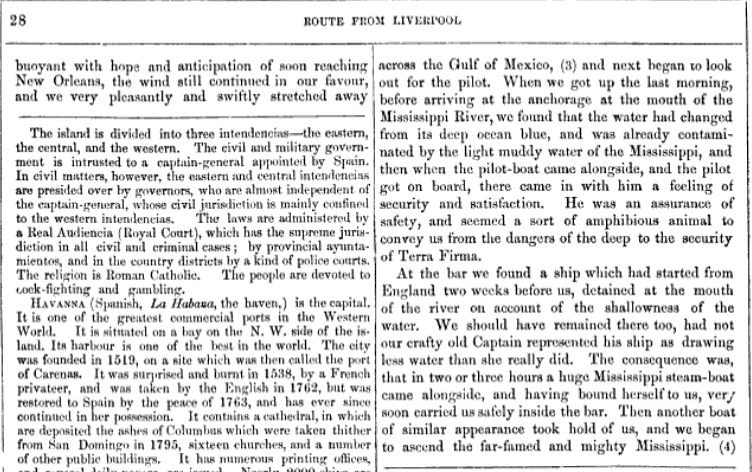 28
ROUTE FROM LIVERPOOL
buoyant with hope and anticipation of soon reaching
New Orleans, the wind still continued in our favour,
and we very pleasantly and swiftly stretched away
The island is divided into three intendencias—the eastern,
the central, and the western. The civil and military govern-
ment is intrusted to a captain-general appointed by Spain.
In civil matters, however, the eastern and central intendencias
are presided over by governors, who are almost independent of
the captain-general, whose civil jurisdiction is mainly confined
to the western intendencias. The laws are administered by
a Real Audiencia (Royal Court), which has the supreme juris-
diction in all civil and criminal cases; by provincial ayunta-
mientos, and in the country districts by a kind of police courts.
The religion is Roman Catholic. The people are devoted to
cock-fighting and gambling.
HAVANNA (Spanish, La Habana, the haven,) is the capital.
It is one of the greatest commercial ports in the Western
World. It is situated on a bay on the N. W. side of the is-
land. Its harbour is one of the best in the world. The city
was founded in 1519, on a site which was then called the port
of Carenas. It was surprised and burnt in 1538, by a French
privateer, and was taken by the English in 1762, but was
restored to Spain by the peace of 1763, and has ever since
continued in her possession. It contains a cathedral, in which
are deposited the ashes of Columbus which were taken thither
from San Domingo in 1795, sixteen churches, and a number
of other public buildings. It has numerous printing offices,
across the Gulf of Mexico, (3) and next began to look
out for the pilot. When we got up the last morning,
before arriving at the anchorage at the mouth of the
Mississippi River, we found that the water had changed
from its deep ocean blue, and was already contami-
nated by the light muddy water of the Mississippi, and
then when the pilot-boat came alongside, and the pilot
got on board, there came in with him a feeling of
security and satisfaction. He was an assurance of
safety, and seemed a sort of amphibious animal to
convey us from the dangers of the deep to the security
of Terra Firma.
At the bar we found a ship which had started from
England two weeks before us, detained at the mouth
of the river on account of the shallowness of the
water. We should have remained there too, had not
our crafty old Captain represented his ship as drawing
less water than she really did. The consequence was,
that in two or three hours a huge Mississippi steam-boat
came alongside, and having bound herself to us, very
soon carried us safely inside the bar. Then another boat
of similar appearance took hold of us, and we began
to ascend the far-famed and mighty Mississippi. (4)